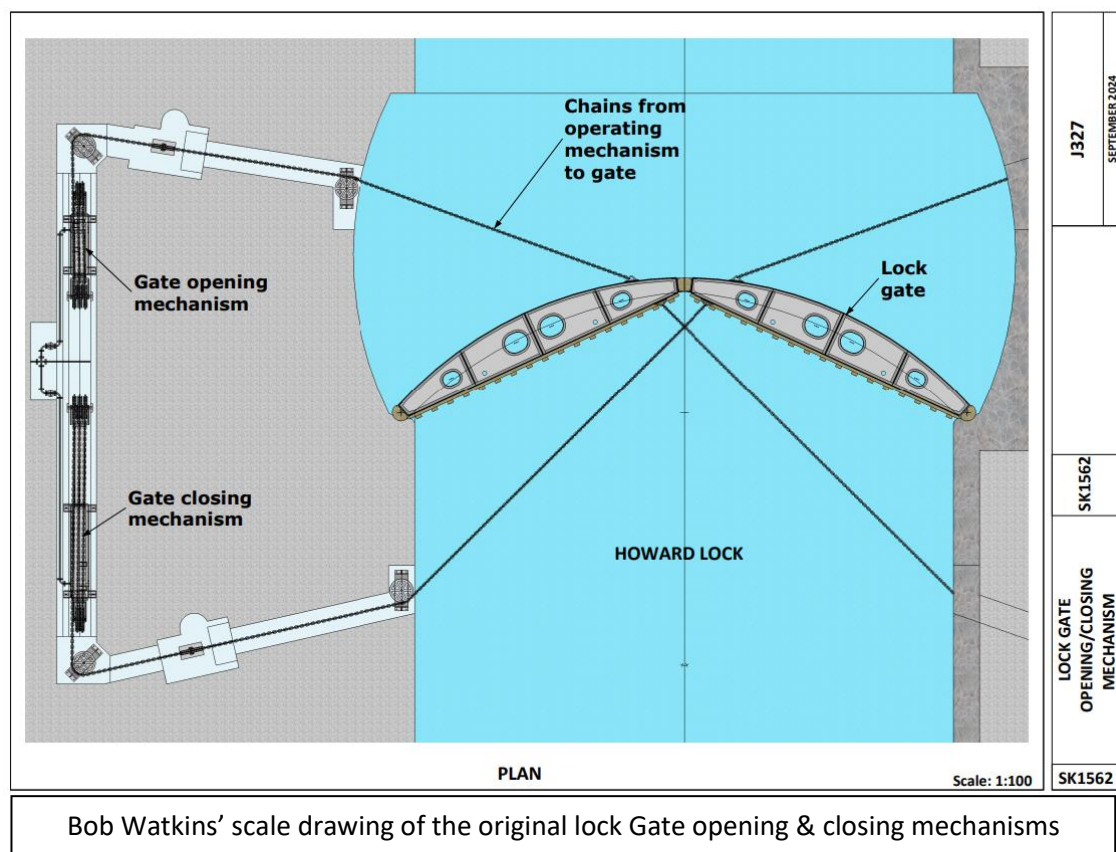 Chains from
operating
mechanism
to gate
Gate opening
mechanism
Lock
gate
Gate closing
mechanism
HOWARD LOCK
PLAN
Scale: 1:100
J327
SEPTEMBER 2024
SK1562
LOCK GATE
OPENING/CLOSING
MECHANISM
SK1562
Bob Watkins’ scale drawing of the original lock Gate opening & closing mechanisms